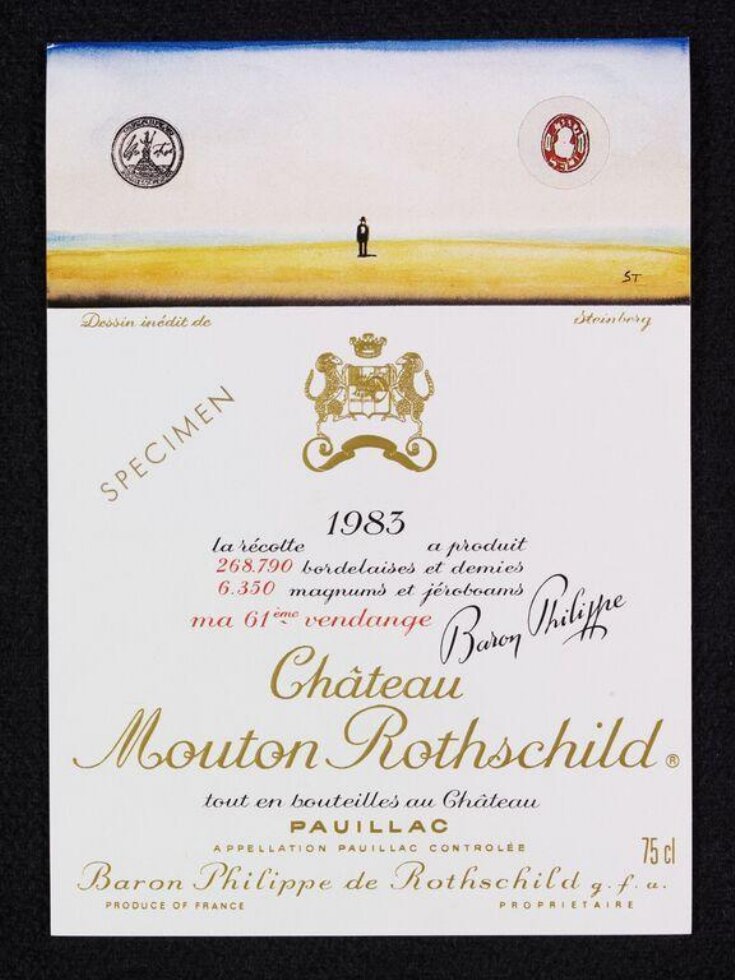 ST
Dessin inédit de Steinberg
SPECIMEN
1983
la récolte a produit
268.790 bordelaises et demies
6.350 magnums et jéroboams
ma 61ème vendange
Baron Philippe
Château
Mouton Rothschild ®
tout en bouteilles au Château
PAUILLAC
APPELLATION PAUILLAC CONTROLÉE
75 cl
Baron Philippe de Rothschild g.f.a.
PRODUCE OF FRANCE PROPRIETAIRE